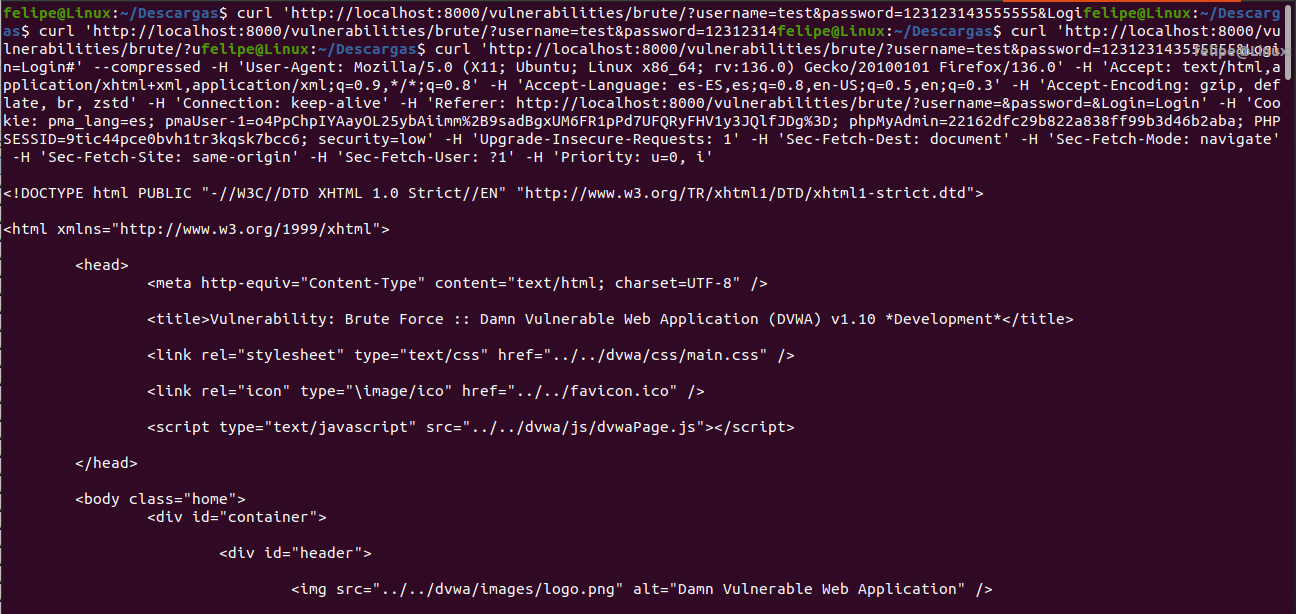 felipe@Linux:~/Descargas$ curl 'http://localhost:8000/vulnerabilities/brute/?username=test&password=123123143555555&Logifelipe@Linux:~/Descarg
as$ curl 'http://localhost:8000/vulnerabilities/brute/?username=test&password=12312314felipe@Linux:~/Descargas$ curl 'http://localhost:8000/vu
lnerabilities/brute/?ufelipe@Linux:~/Descargas$ curl 'http://localhost:8000/vulnerabilities/brute/?username=test&password=123123143555555&Logi
n=Login#' --compressed -H 'User-Agent: Mozilla/5.0 (X11; Ubuntu; Linux x86_64; rv:136.0) Gecko/20100101 Firefox/136.0' -H 'Accept: text/html,a
pplication/xhtml+xml,application/xml;q=0.9,*/*;q=0.8' -H 'Accept-Language: es-ES,es;q=0.8,en-US;q=0.5,en;q=0.3' -H 'Accept-Encoding: gzip, def
late, br, zstd' -H 'Connection: keep-alive' -H 'Referer: http://localhost:8000/vulnerabilities/brute/?username=&password=&Login=Login' -H 'Coo
kie: pma_lang=es; pmaUser-1=o4PpChpIYAayOL25ybAiimm%2B9sadBgxUM6FR1pPd7UFQRyFHV1y3JQlfJDg%3D; phpMyAdmin=22162dfc29b822a838ff99b3d46b2aba; PHP
SESSID=9tic44pce0bvh1tr3kqsk7bcc6; security=low' -H 'Upgrade-Insecure-Requests: 1' -H 'Sec-Fetch-Dest: document' -H 'Sec-Fetch-Mode: navigate'
-H 'Sec-Fetch-Site: same-origin' -H 'Sec-Fetch-User: ?1' -H 'Priority: u=0, i'
<!DOCTYPE html PUBLIC "-//W3C//DTD XHTML 1.0 Strict//EN" "http://www.w3.org/TR/xhtml1/DTD/xhtml1-strict.dtd">
<html xmlns="http://www.w3.org/1999/xhtml">
<head>
<meta http-equiv="Content-Type" content="text/html; charset=UTF-8" />
<title>Vulnerability: Brute Force :: Damn Vulnerable Web Application (DVWA) v1.10 *Development*</title>
<link rel="stylesheet" type="text/css" href="../../dvwa/css/main.css" />
<link rel="icon" type="\image/ico" href="../../favicon.ico" />
<script type="text/javascript" src="../../dvwa/js/dvwaPage.js"></script>
</head>
<body class="home">
<div id="container">
<div id="header">
<img src="../../dvwa/images/logo.png" alt="Damn Vulnerable Web Application" />